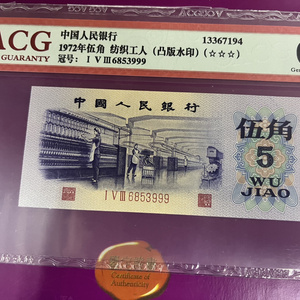 ACG
GUARANTY
中国人民银行
13367194
1972年伍角 纺织工人（凸版水印）（☆☆☆）
冠号： I V Ⅲ 6853999
中国人民银行
伍角
5
WU
JIAO
I V Ⅲ 6853999
Certificate of
Authenticity